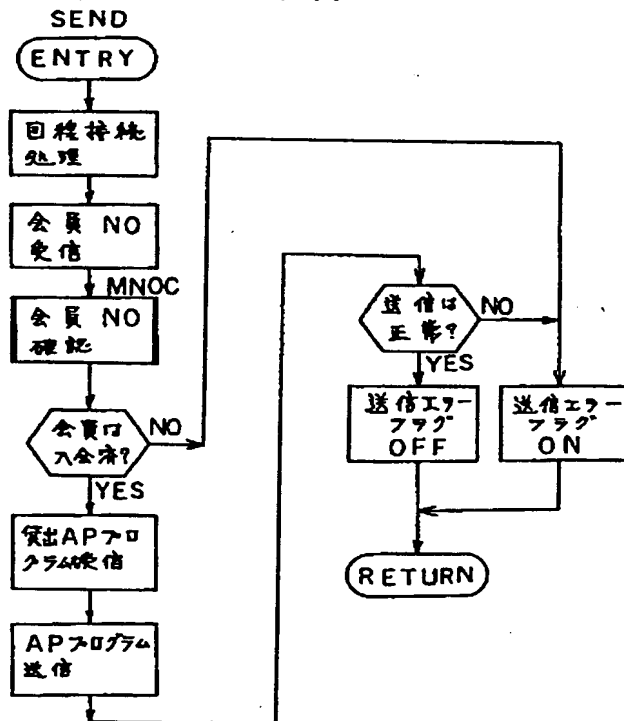 SEND
ENTRY
回線接続
処理
会員 NO
受信
MNOC
会員 NO
確認
会員は
入会済?
NO
YES
貸出APプロ
グラム受信
APプログラム
送信
送信は
正常?
NO
YES
送信エラー
フラグ
OFF
送信エラー
フラグ
ON
RETURN